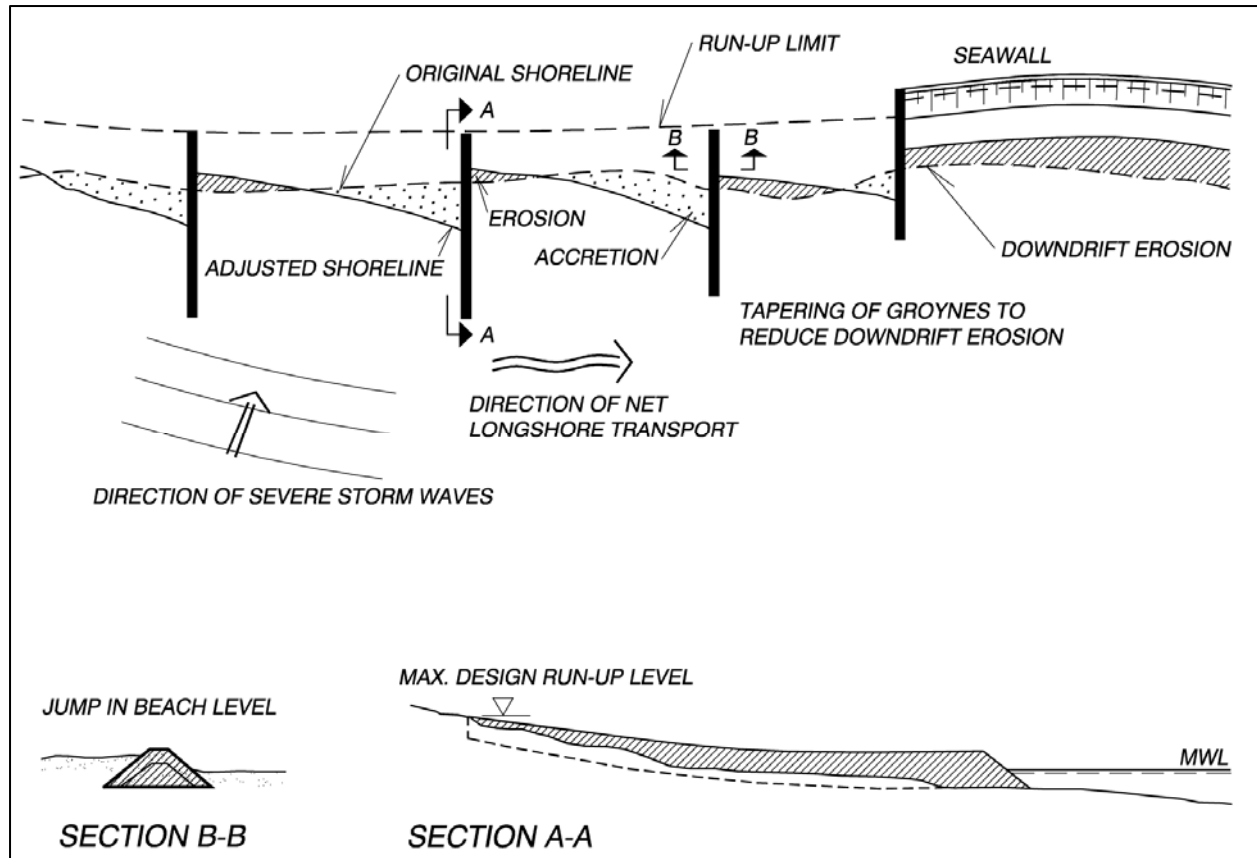 RUN-UP LIMIT
SEAWALL
ORIGINAL SHORELINE
A
B
B
EROSION
ADJUSTED SHORELINE
ACCRETION
DOWNDRIFT EROSION
A
TAPERING OF GROYNES TO
REDUCE DOWNDRIFT EROSION
DIRECTION OF NET
LONGSHORE TRANSPORT
DIRECTION OF SEVERE STORM WAVES
MAX. DESIGN RUN-UP LEVEL
JUMP IN BEACH LEVEL
MWL
SECTION B-B
SECTION A-A